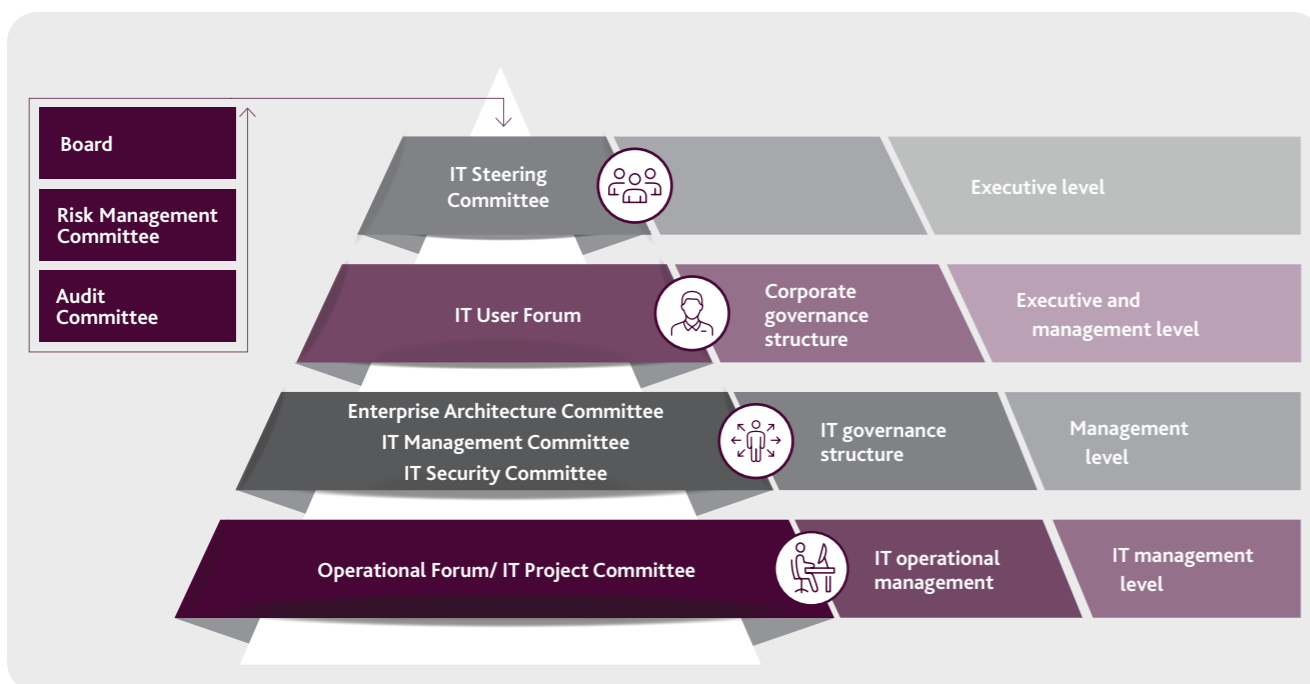 Board
Risk Management
Committee
Audit
Committee
IT Steering
Committee
Executive level
IT User Forum
Corporate
governance
structure
Executive and
management level
Enterprise Architecture Committee
IT Management Committee
IT Security Committee
IT governance
structure
Management
level
Operational Forum/ IT Project Committee
IT operational
management
IT management
level